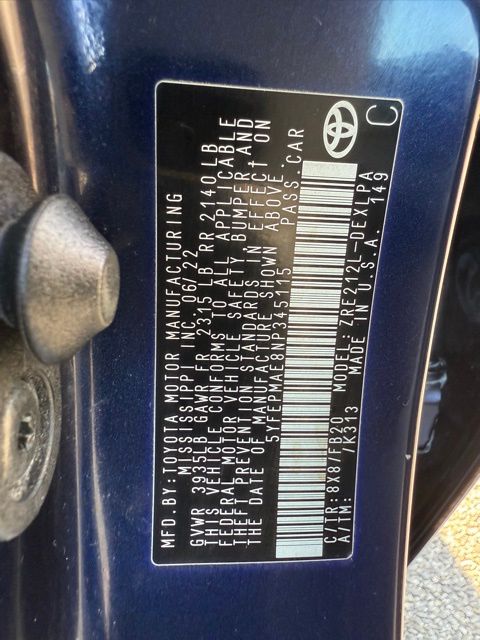 MFD.BY:TOYOTA MOTOR MANUFACTURING
MISSISSIPPI INC. 06/22
GVWR 3935LB GAWR FR 2315 LB RR 2140 LB
THIS VEHICLE CONFORMS TO ALL APPLICABLE
FEDERAL MOTOR VEHICLE SAFETY, BUMPER, AND
THEFT PREVENTION STANDARDS IN EFFECT ON
THE DATE OF MANUFACTURE SHOWN ABOVE.
5YFEPMAE8NP345115 PASS.CAR
C/TR:8X8/FB20 MODEL:ZRE212L-DEXLPA
A/TM: /K313 MADE IN U.S.A. 149
C